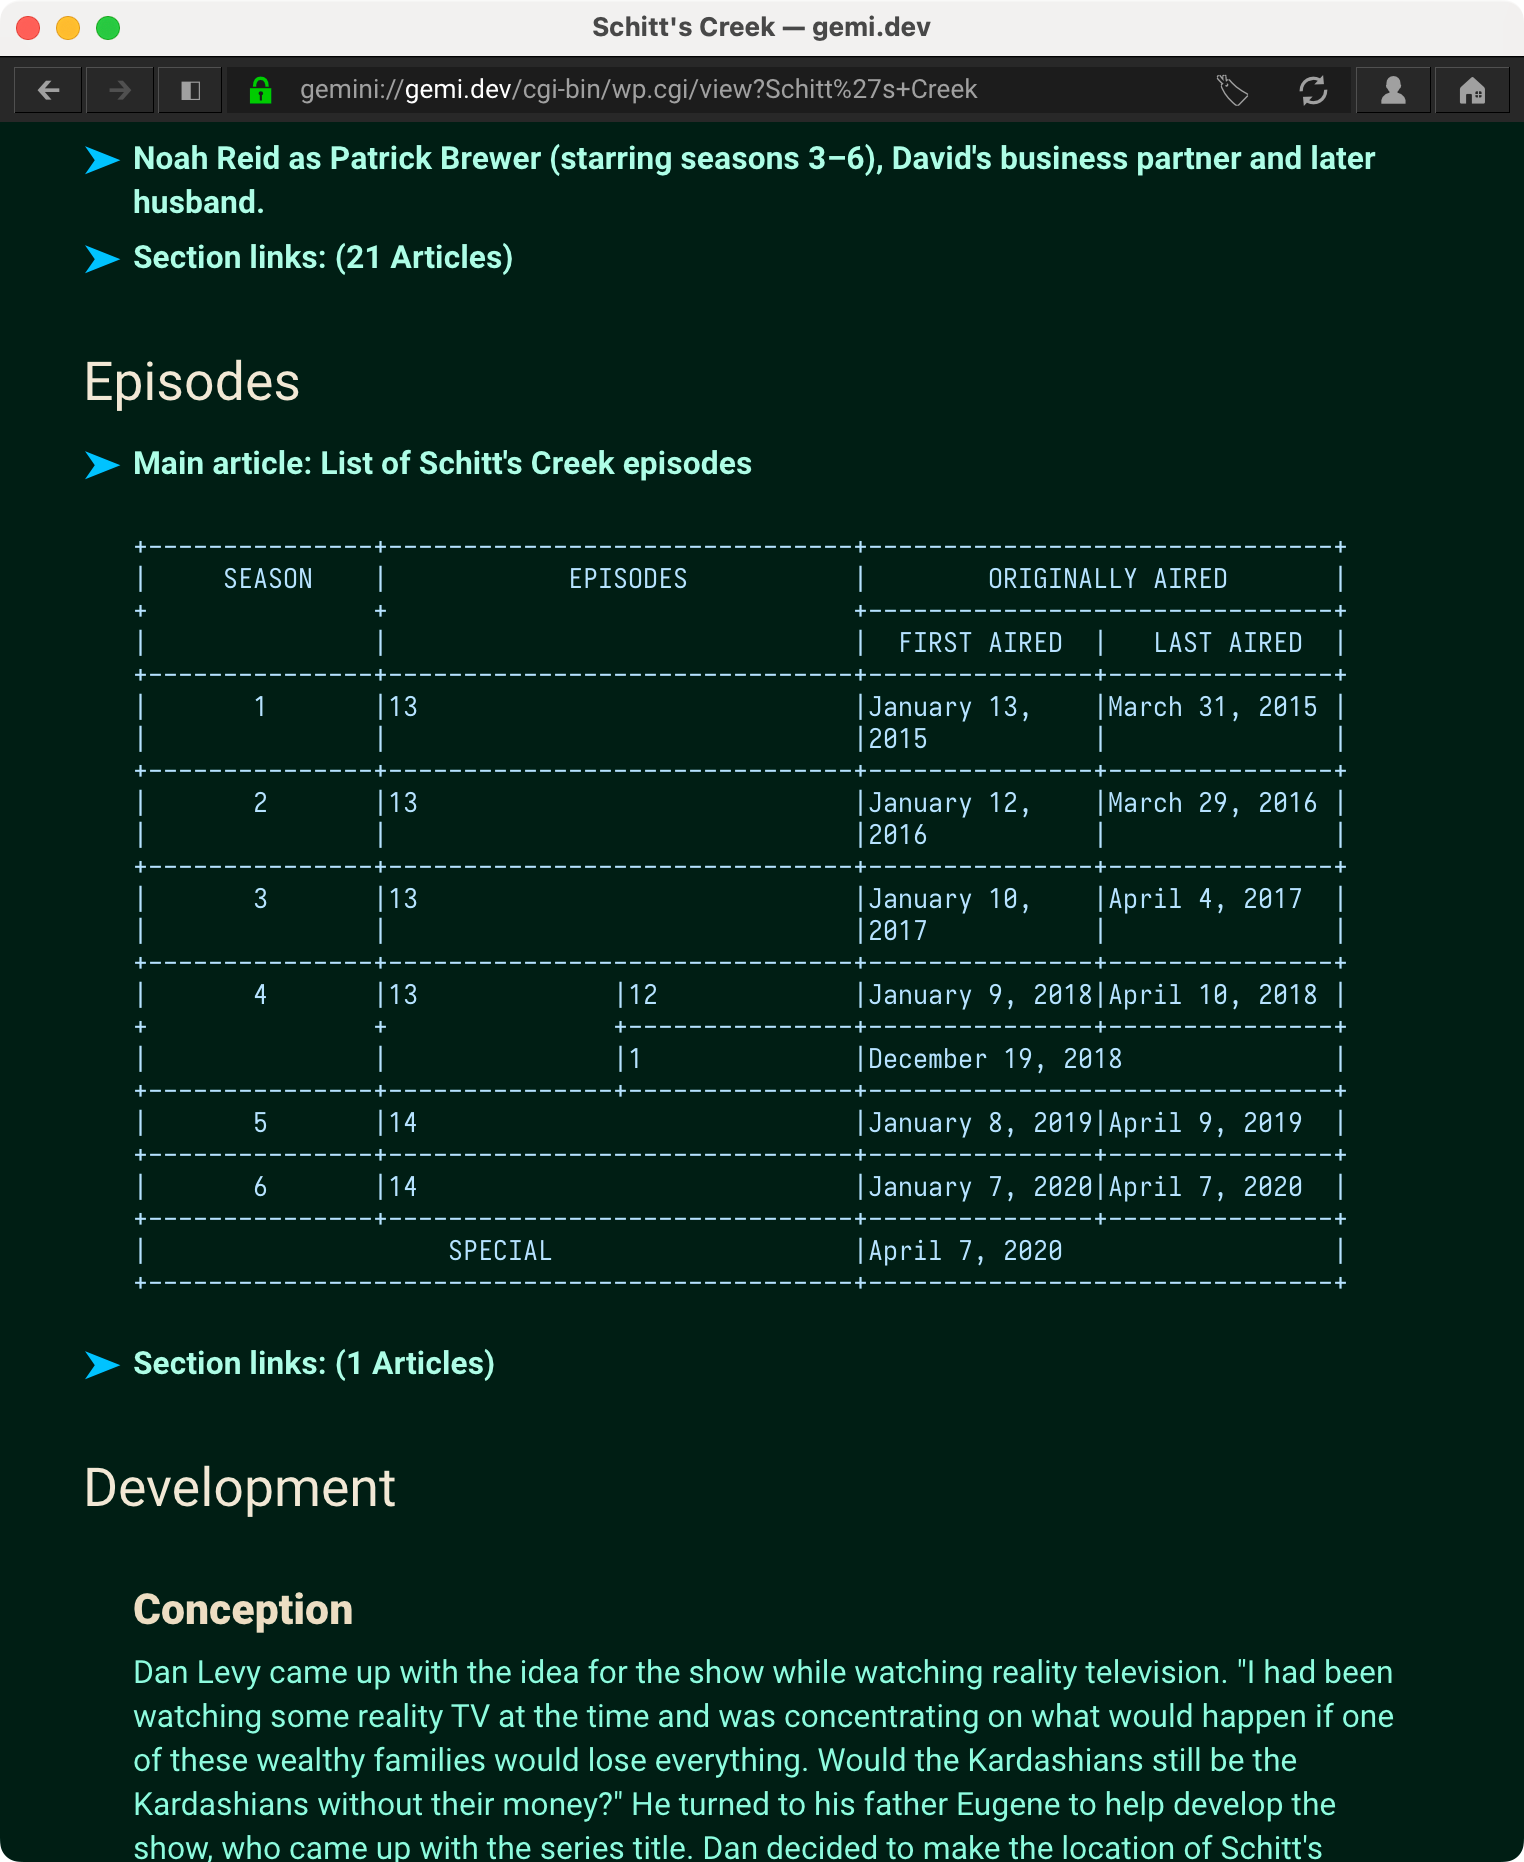 Schitt's Creek — gemi.dev
gemini://gemi.dev/cgi-bin/wp.cgi/view?Schitt%27s+Creek
Noah Reid as Patrick Brewer (starring seasons 3–6), David's business partner and later
husband.
Section links: (21 Articles)
Episodes
Main article: List of Schitt's Creek episodes
SEASON | EPISODES | ORIGINALLY AIRED
FIRST AIRED | LAST AIRED
1 |13 |January 13, |March 31, 2015
2015
2 |13 |January 12, |March 29, 2016
2016
3 |13 |January 10, |April 4, 2017
2017
4 |13 |12 |January 9, 2018|April 10, 2018
|1 |December 19, 2018
5 |14 |January 8, 2019|April 9, 2019
6 |14 |January 7, 2020|April 7, 2020
SPECIAL |April 7, 2020
Section links: (1 Articles)
Development
Conception
Dan Levy came up with the idea for the show while watching reality television. "I had been
watching some reality TV at the time and was concentrating on what would happen if one
of these wealthy families would lose everything. Would the Kardashians still be the
Kardashians without their money?" He turned to his father Eugene to help develop the
show, who came up with the series title. Dan decided to make the location of Schitt's